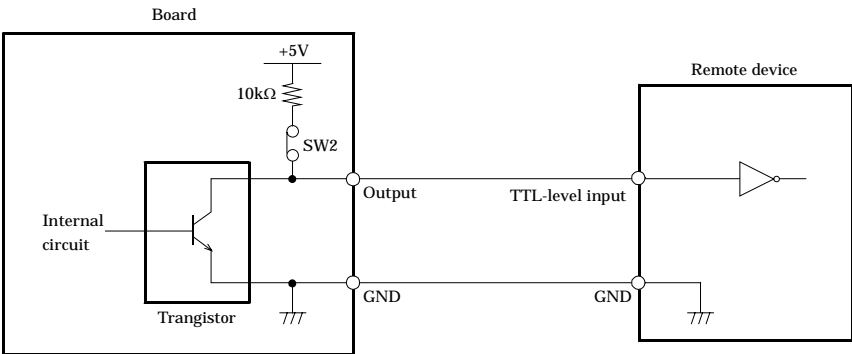 Board
+5V
10kΩ
SW2
Remote device
Output
TTL-level input
Internal
circuit
GND
GND
Trangistor